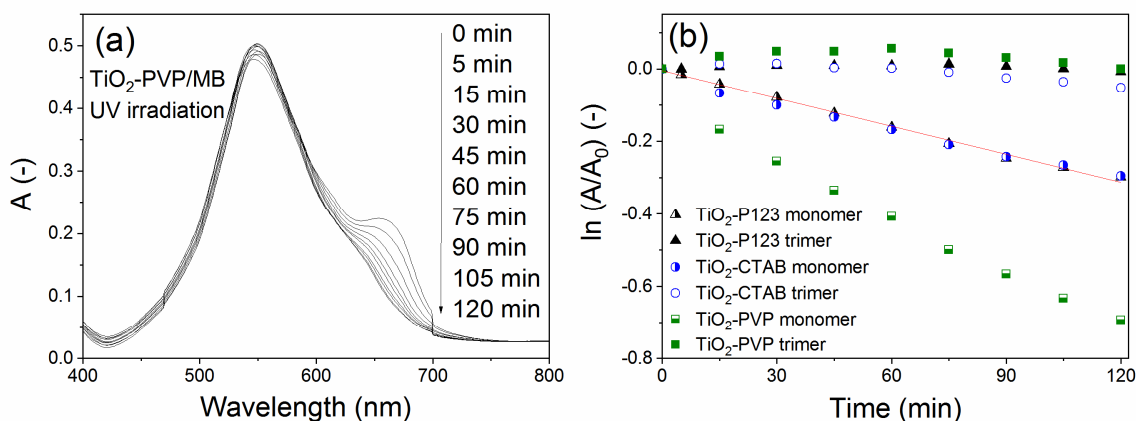 (a)
TiO2-PVP/MB
UV irradiation
0 min
5 min
15 min
30 min
45 min
60 min
75 min
90 min
105 min
120 min
0.5
0.4
0.3
0.2
0.1
0.0
A (-)
400 500 600 700 800
Wavelength (nm)
(b)
0.0
-0.2
-0.4
-0.6
-0.8
ln (A/A0) (-)
TiO2-P123 monomer
TiO2-P123 trimer
TiO2-CTAB monomer
TiO2-CTAB trimer
TiO2-PVP monomer
TiO2-PVP trimer
0 30 60 90 120
Time (min)